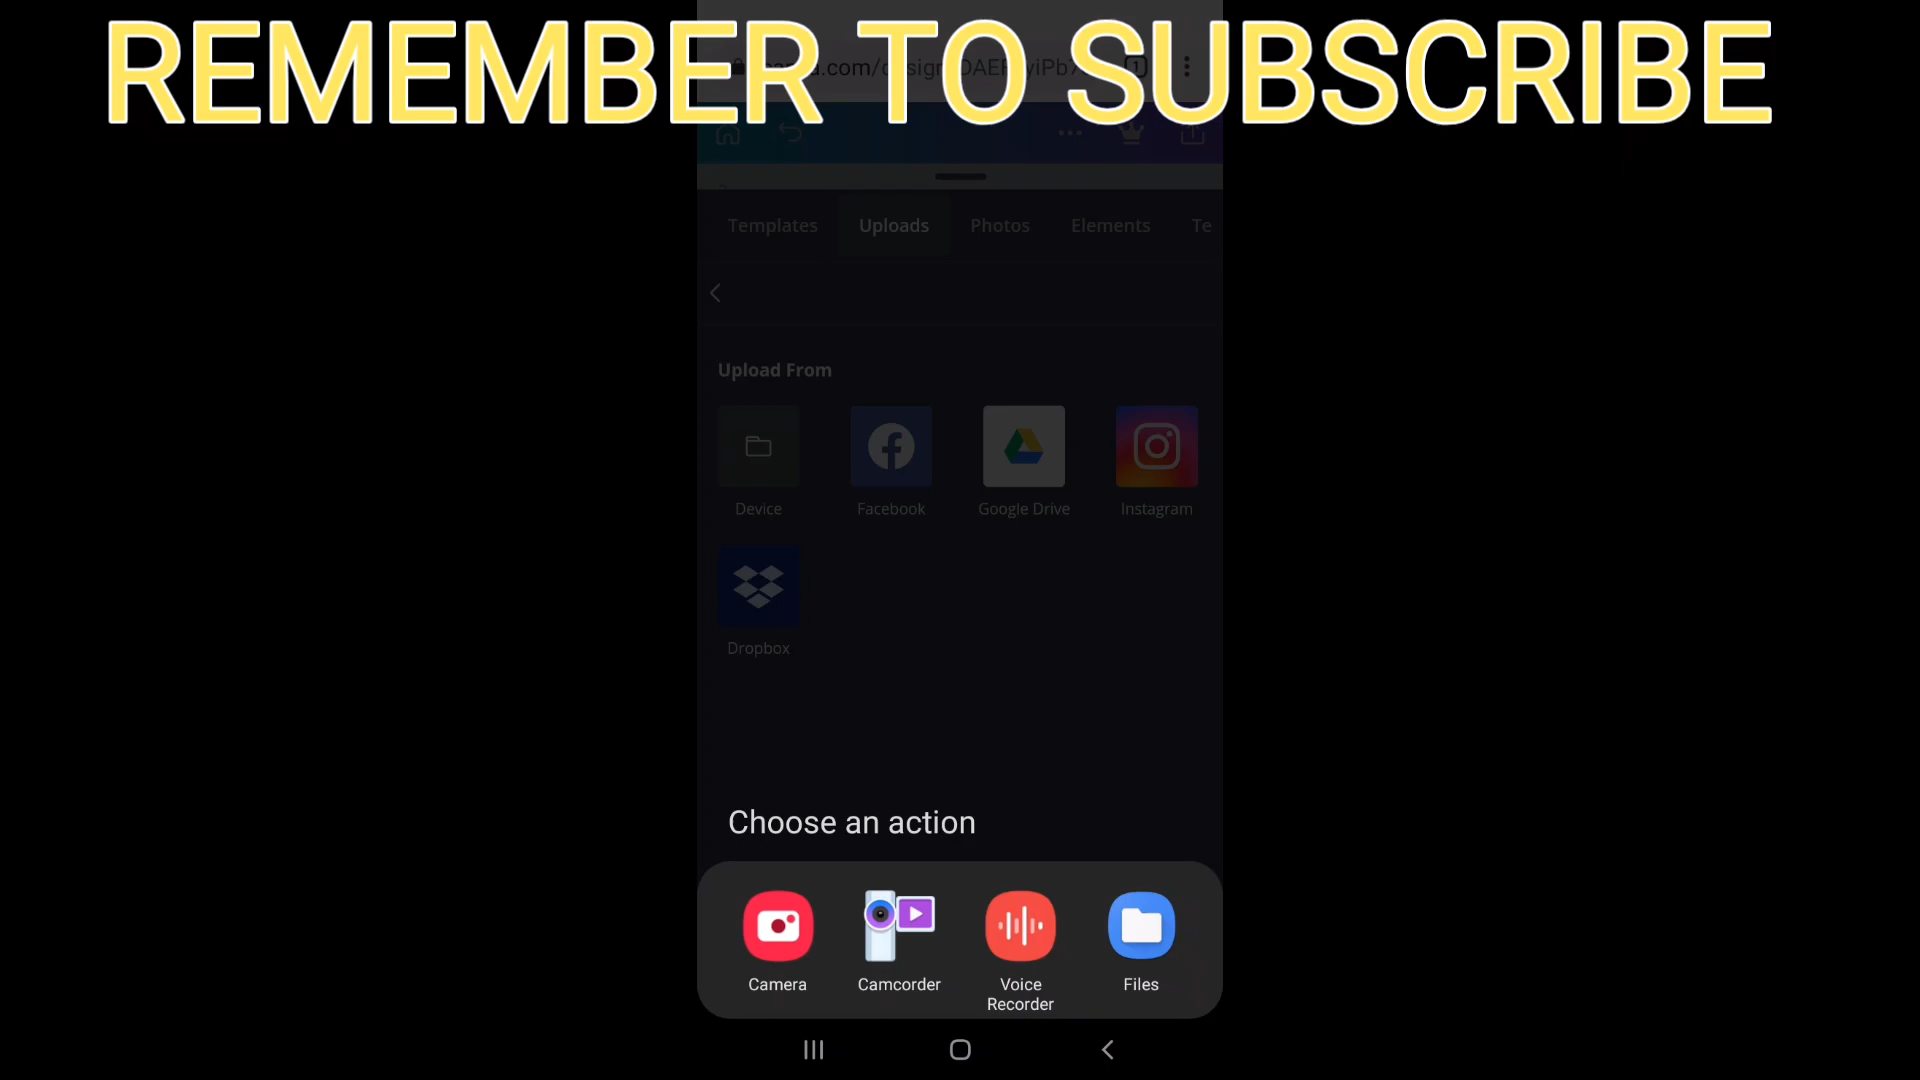 REMEMBER TO SUBSCRIBE
1
Templates Uploads Photos Elements Te
Upload From
Device Facebook Google Drive Instagram
Dropbox
Choose an action
Camera Camcorder Voice Recorder Files